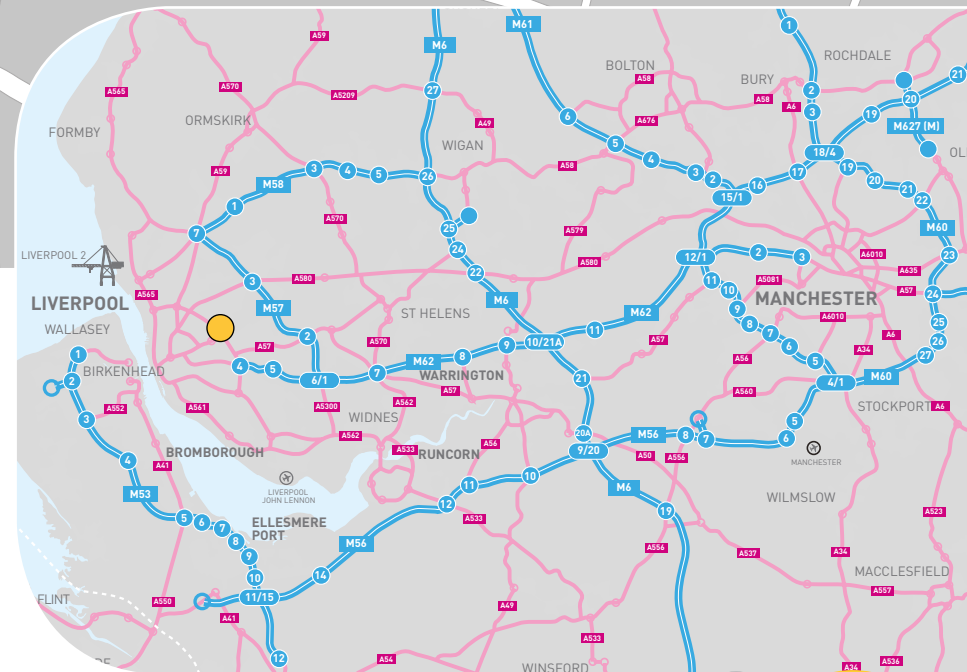 M61
A59
M6
1
ROCHDALE
BOLTON
A58
BURY
21
A565
A570
A5209
27
2
20
A58
A6
3
19
ORMSKIRK
A49
6
A676
M627 (M)
FORMBY
5
WIGAN
18/4
OL
4
A58
3
2
17
16
19
20
A59
3
4
5
26
21
M58
15/1
22
1
A570
25
A579
M60
7
24
23
LIVERPOOL 2
12/1
2
3
A6010
A580
22
A635
3
A580
11
A5081
10
A57
24
A565
M57
M6
LIVERPOOL
MANCHESTER
ST HELENS
M62
9
A6010
25
WALLASEY
8
7
A6
2
11
26
A57
A570
9
10/21A
A57
6
A34
27
1
M62
8
A56
5
BIRKENHEAD
4
5
6/1
7
WARRINGTON
21
M60
2
A57
4/1
A560
A552
A561
A5300
A562
STOCKPORT
A6
3
WIDNES
A562
20A
M56
8
7
5
6
A56
BROMBOROUGH
A533
RUNCORN
9/20
A50
A556
MANCHESTER
4
A41
LIVERPOOL
JOHN LENNON
11
10
M6
M53
12
WILMSLOW
5
6
7
ELLESMERE
PORT
A533
19
A523
8
M56
A556
9
A537
A34
10
14
MACCLESFIELD
FLINT
A550
11/15
A49
A557
A41
A533
12
A54
WINSFORD
A34
A536